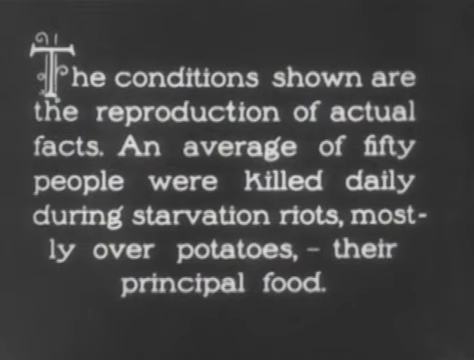 The conditions shown are
the reproduction of actual
facts. An average of fifty
people were killed daily
during starvation riots, most-
ly over potatoes, - their
principal food.